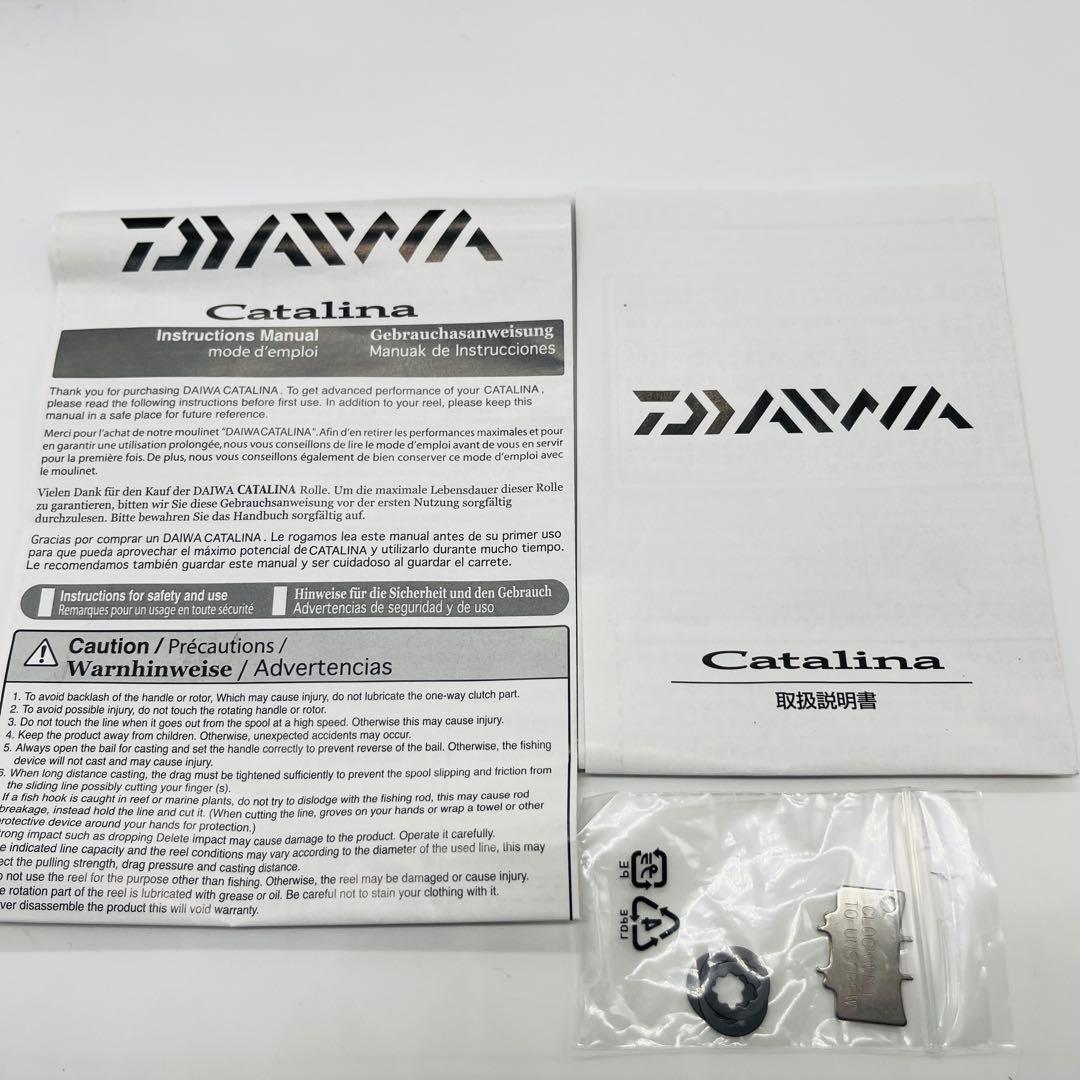 DAIWA
Catalina
Instructions Manual
mode d'emploi
Gebrauchasanweisung
Manuak de Instrucciones
Thank you for purchasing DAIWA CATALINA. To get advanced performance of your CATALINA,
please read the following instructions before first use. In addition to your reel, please keep this
manual in a safe place for future reference.
Merci pour l'achat de notre moulinet "DAIWA CATALINA". Afin d'en retirer les performances maximales et pour
en garantir une utilisation prolongée, nous vous conseillons de lire le mode d'emploi avant de vous en servir
pour la première fois. De plus, nous vous conseillons également de bien conserver ce mode d'emploi avec
le moulinet.
Vielen Dank für den Kauf der DAIWA CATALINA Rolle. Um die maximale Lebensdauer dieser Rolle
zu garantieren, bitten wir Sie diese Gebrauchsanweisung vor der ersten Nutzung sorgfältig
durchzulesen. Bitte bewahren Sie das Handbuch sorgfältig auf.
Gracias por comprar un DAIWA CATALINA. Le rogamos lea este manual antes de su primer uso
para que pueda aprovechar el máximo potencial de CATALINA y utilizarlo durante mucho tiempo.
Le recomendamos también guardar este manual y ser cuidadoso al guardar el carrete.
Instructions for safety and use
Remarques pour un usage en toute sécurité
Hinweise für die Sicherheit und den Gebrauch
Advertencias de seguridad y de uso
Caution / Précautions /
Warnhinweise / Advertencias
1. To avoid backlash of the handle or rotor, Which may cause injury, do not lubricate the one-way clutch part.
2. To avoid possible injury, do not touch the rotating handle or rotor.
3. Do not touch the line when it goes out from the spool at a high speed. Otherwise this may cause injury.
4. Keep the product away from children. Otherwise, unexpected accidents may occur.
5. Always open the bail for casting and set the handle correctly to prevent reverse of the bail. Otherwise, the fishing
device will not cast and may cause injury.
6. When long distance casting, the drag must be tightened sufficiently to prevent the spool slipping and friction from
the sliding line possibly cutting your finger (s).
If a fish hook is caught in reef or marine plants, do not try to dislodge with the fishing rod, this may cause rod
breakage, instead hold the line and cut it. (When cutting the line, groves on your hands or wrap a towel or other
protective device around your hands for protection.)
trong impact such as dropping Delete impact may cause damage to the product. Operate it carefully.
e indicated line capacity and the reel conditions may vary according to the diameter of the used line, this may
ect the pulling strength, drag pressure and casting distance.
o not use the reel for the purpose other than fishing. Otherwise, the reel may be damaged or cause injury.
e rotation part of the reel is lubricated with grease or oil. Be careful not to stain your clothing with it.
ver disassemble the product this will void warranty.
DAIWA
Catalina
取扱説明書
PE
LDPE
4
TO UNSCREW